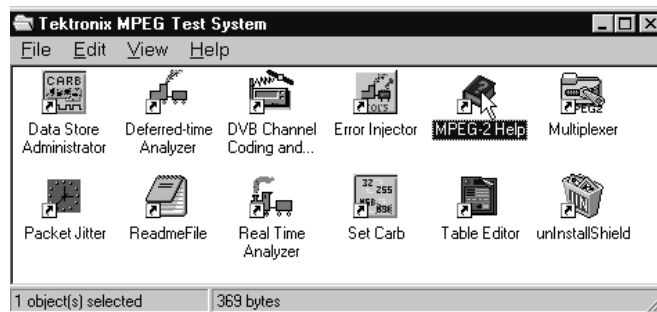 Tektronix MPEG Test System
File Edit View Help
CARB
Data Store
Administrator
Deferred-time
Analyzer
DVB Channel
Coding and...
Error Injector
MPEG-2 Help
Multiplexer
Packet Jitter
ReadmeFile
Real Time
Analyzer
32 255
Set Carb
Table Editor
unInstallShield
1 object(s) selected
369 bytes